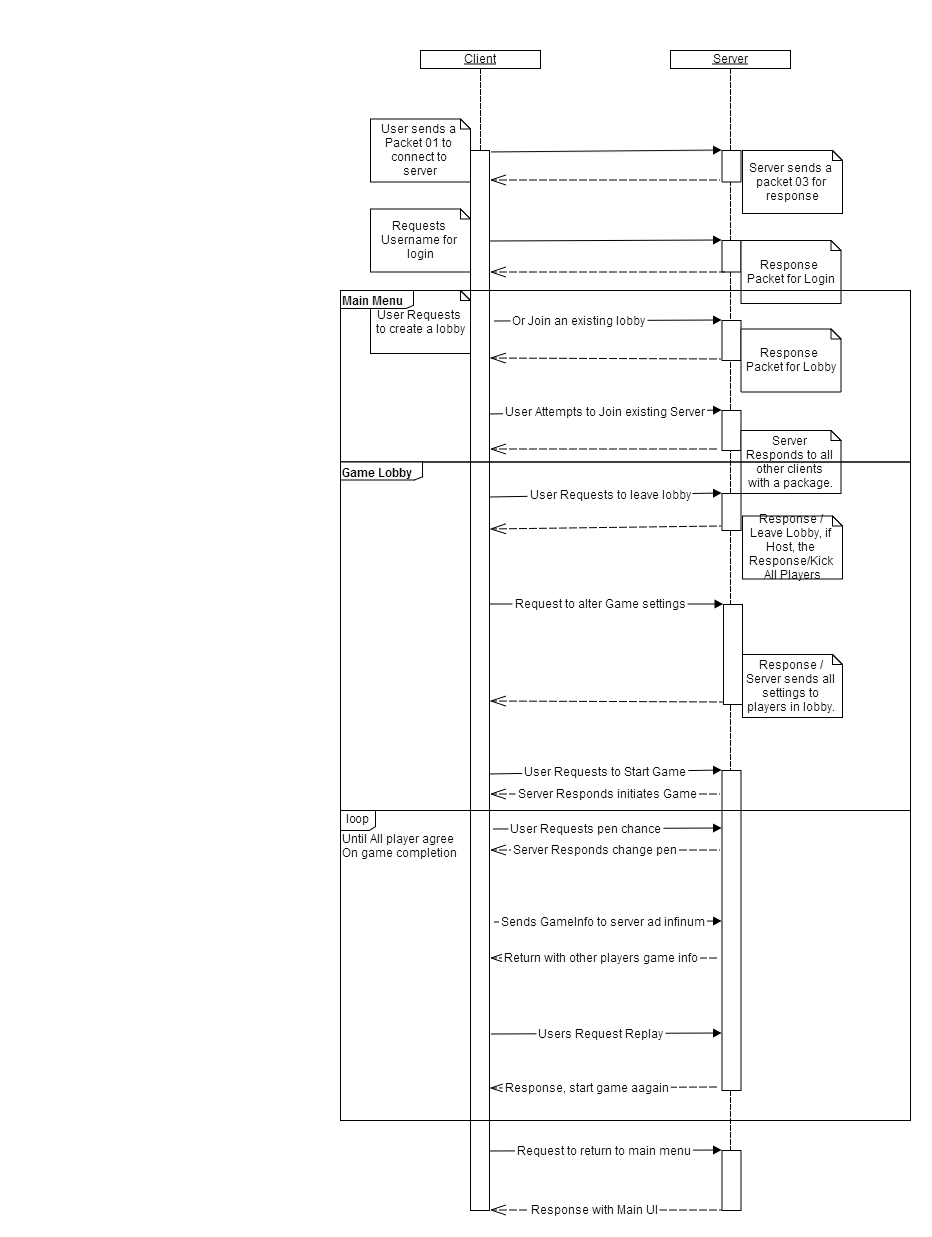 Client
Server
User sends a
Packet 01 to
connect to
server
Server sends a
packet 03 for
response
Requests
Username for
login
Response
Packet for Login
Main Menu
User Requests
to create a lobby
Or Join an existing lobby
Response
Packet for Lobby
User Attempts to Join existing Server
Server
Responds to all
other clients
with a package.
Game Lobby
User Requests to leave lobby
Response /
Leave Lobby, if
Host, the
Response/Kick
All Players
Request to alter Game settings
Response /
Server sends all
settings to
players in lobby.
User Requests to Start Game
Server Responds initiates Game
loop
Until All player agree
On game completion
User Requests pen chance
Server Responds change pen
Sends GameInfo to server ad infinum
Return with other players game info
Users Request Replay
Response, start game aagain
Request to return to main menu
Response with Main UI